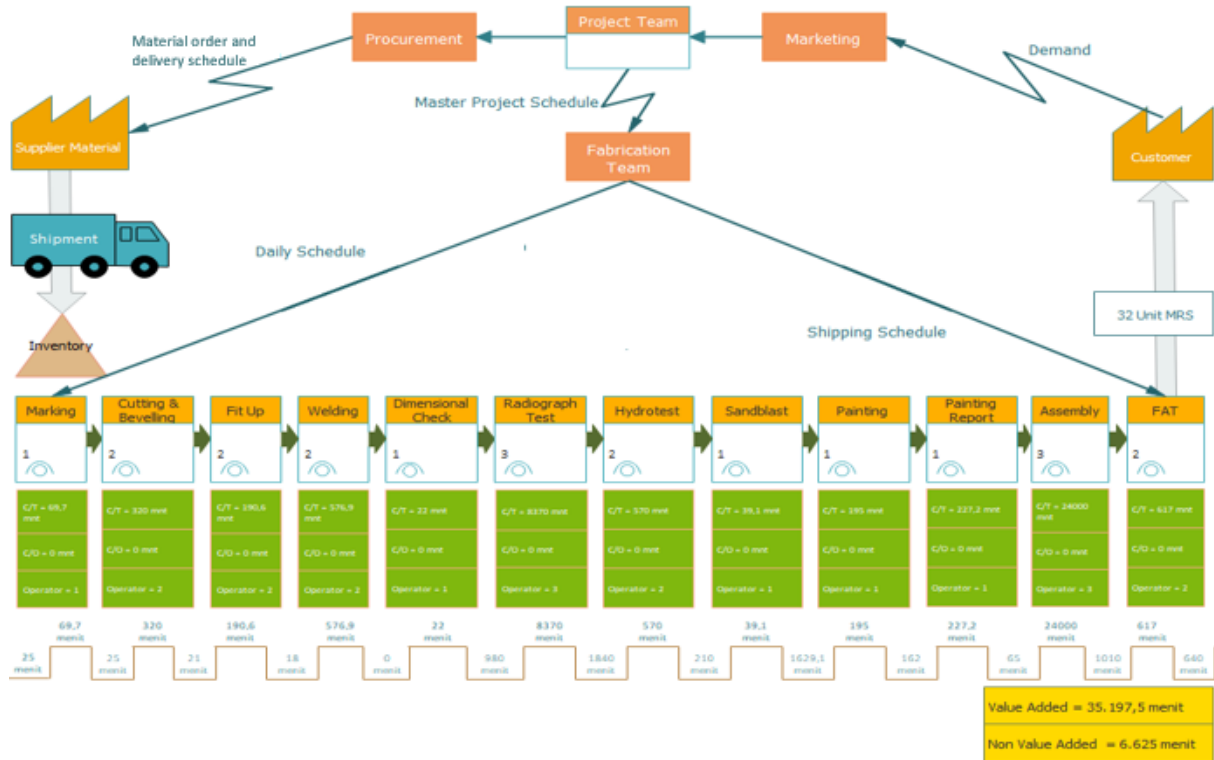 Project Team
Procurement
Marketing
Material order and
delivery schedule
Demand
Master Project Schedule
Supplier Material
Fabrication
Team
Customer
Shipment
Daily Schedule
32 Unit MRS
Shipping Schedule
Inventory
Marking
Cutting &
Bevelling
Fit Up
Welding
Dimensional
Check
Radiograph
Test
Hydrotest
Sandblast
Painting
Painting
Report
Assembly
FAT
1
2
2
2
1
3
2
1
1
1
3
2
C/T = 69,7
mnt
C/T = 320 mnt
C/T = 190,6
mnt
C/T = 576,9
mnt
C/T = 22 mnt
C/T = 8370 mnt
C/T = 570 mnt
C/T = 39,1 mnt
C/T = 195 mnt
C/T = 227,2 mnt
C/T = 24000
mnt
C/T = 617 mnt
C/O = 0 mnt
C/O = 0 mnt
C/O = 0 mnt
C/O = 0 mnt
C/O = 0 mnt
C/O = 0 mnt
C/O = 0 mnt
C/O = 0 mnt
C/O = 0 mnt
C/O = 0 mnt
C/O = 0 mnt
C/O = 0 mnt
Operator = 1
Operator = 2
Operator = 2
Operator = 2
Operator = 1
Operator = 3
Operator = 2
Operator = 1
Operator = 1
Operator = 1
Operator = 3
Operator = 2
69,7
menit
320
menit
190,6
menit
576,9
menit
22
menit
8370
menit
570
menit
39,1
menit
195
menit
227,2
menit
24000
menit
617
menit
25
menit
25
menit
21
menit
18
menit
0
menit
980
menit
1840
menit
210
menit
1629,1
menit
162
menit
65
menit
1010
menit
640
menit
Value Added = 35.197,5 menit
Non Value Added = 6.625 menit